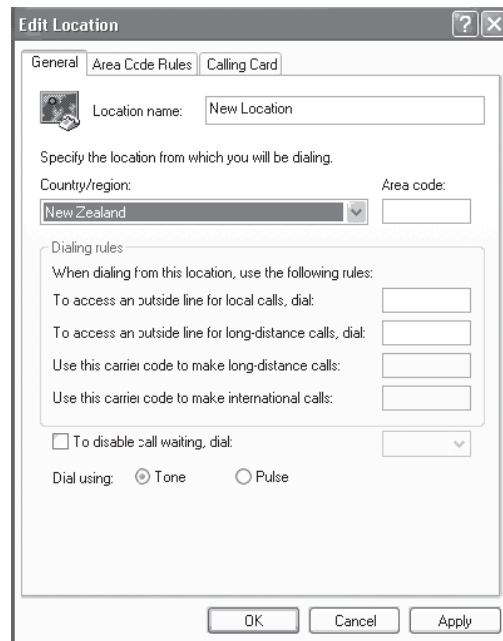 Edit Location
General
Area Code Rules
Calling Card
Location name:
New Location
Specify the location from which you will be dialing.
Country/region:
Area code:
New Zealand
Dialing rules
When dialing from this location, use the following rules:
To access an outside line for local calls, dial:
To access an outside line for long-distance calls, dial:
Use this carrier code to make long-distance calls:
Use this carrier code to make international calls:
To disable call waiting, dial:
Dial using:
Tone
Pulse
OK
Cancel
Apply